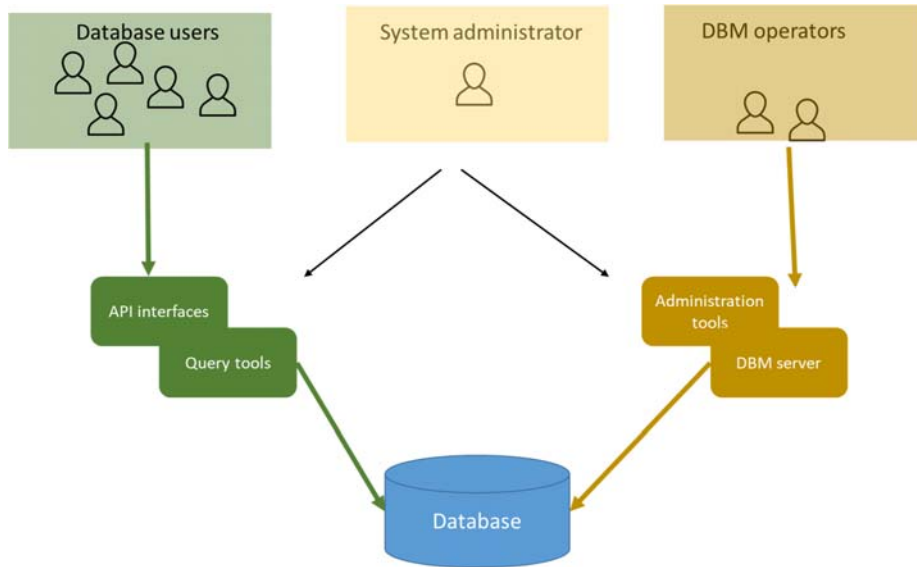 Database users
System administrator
DBM operators
API interfaces
Query tools
Administration
tools
DBM server
Database